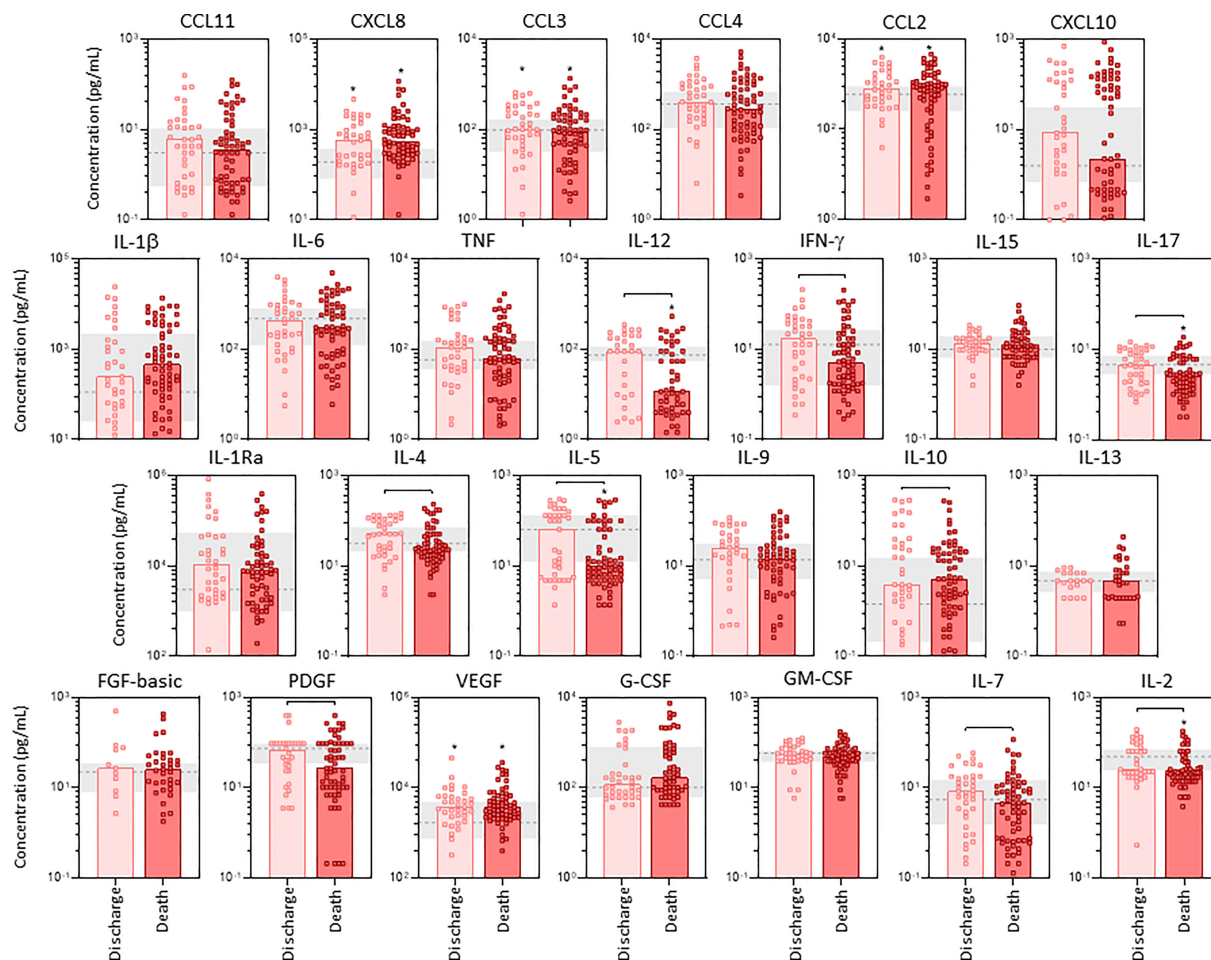 CCL11 CXCL8 CCL3 CCL4 CCL2 CXCL10
Concentration (pg/mL)
10³ 10⁵ 10⁴ 10⁴ 10⁴ 10³
* * * * * * 
10¹ 10³ 10² 10² 10² 10¹
10⁻¹ 10¹ 10⁰ 10⁰ 10⁰ 10⁻¹
IL-1β IL-6 TNF IL-12 IFN-γ IL-15 IL-17
Concentration (pg/mL)
10⁵ 10⁴ 10⁴ 10⁴ 10³ 10³ 10³
* *
10³ 10² 10² 10² 10¹ 10¹ 10¹
10¹ 10⁰ 10⁰ 10¹ 10⁻¹ 10⁻¹ 10⁻¹
IL-1Ra IL-4 IL-5 IL-9 IL-10 IL-13
Concentration (pg/mL)
10⁶ 10³ 10³ 10³ 10³ 10³
*
10⁴ 10¹ 10¹ 10¹ 10¹ 10¹
10² 10⁻¹ 10⁻¹ 10⁻¹ 10⁻¹ 10⁻¹
FGF-basic PDGF VEGF G-CSF GM-CSF IL-7 IL-2
Concentration (pg/mL)
10³ 10³ 10⁶ 10⁴ 10³ 10³ 10³
* * *
10¹ 10¹ 10⁴ 10² 10¹ 10¹ 10¹
10⁻¹ 10⁻¹ 10² 10⁰ 10⁻¹ 10⁻¹ 10⁻¹
Discharge Death Discharge Death Discharge Death Discharge Death Discharge Death Discharge Death Discharge Death